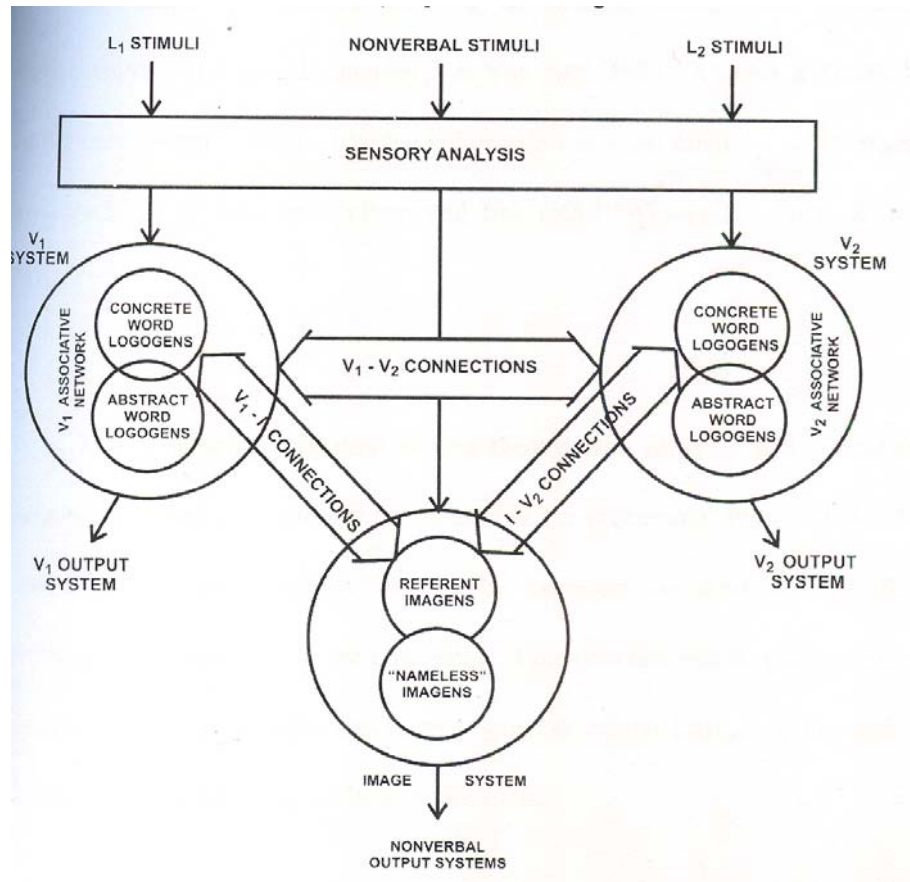 L₁ STIMULI
NONVERBAL STIMULI
L₂ STIMULI
SENSORY ANALYSIS
V₁
SYSTEM
V₂
SYSTEM
CONCRETE
WORD
LOGOGENS
ABSTRACT
WORD
LOGOGENS
V₁ ASSOCIATIVE
NETWORK
V₁ - V₂ CONNECTIONS
CONCRETE
WORD
LOGOGENS
ABSTRACT
WORD
LOGOGENS
V₂ ASSOCIATIVE
NETWORK
V₁ - I CONNECTIONS
I - V₂ CONNECTIONS
V₁ OUTPUT
SYSTEM
V₂ OUTPUT
SYSTEM
REFERENT
IMAGENS
"NAMELESS"
IMAGENS
IMAGE SYSTEM
NONVERBAL
OUTPUT SYSTEMS